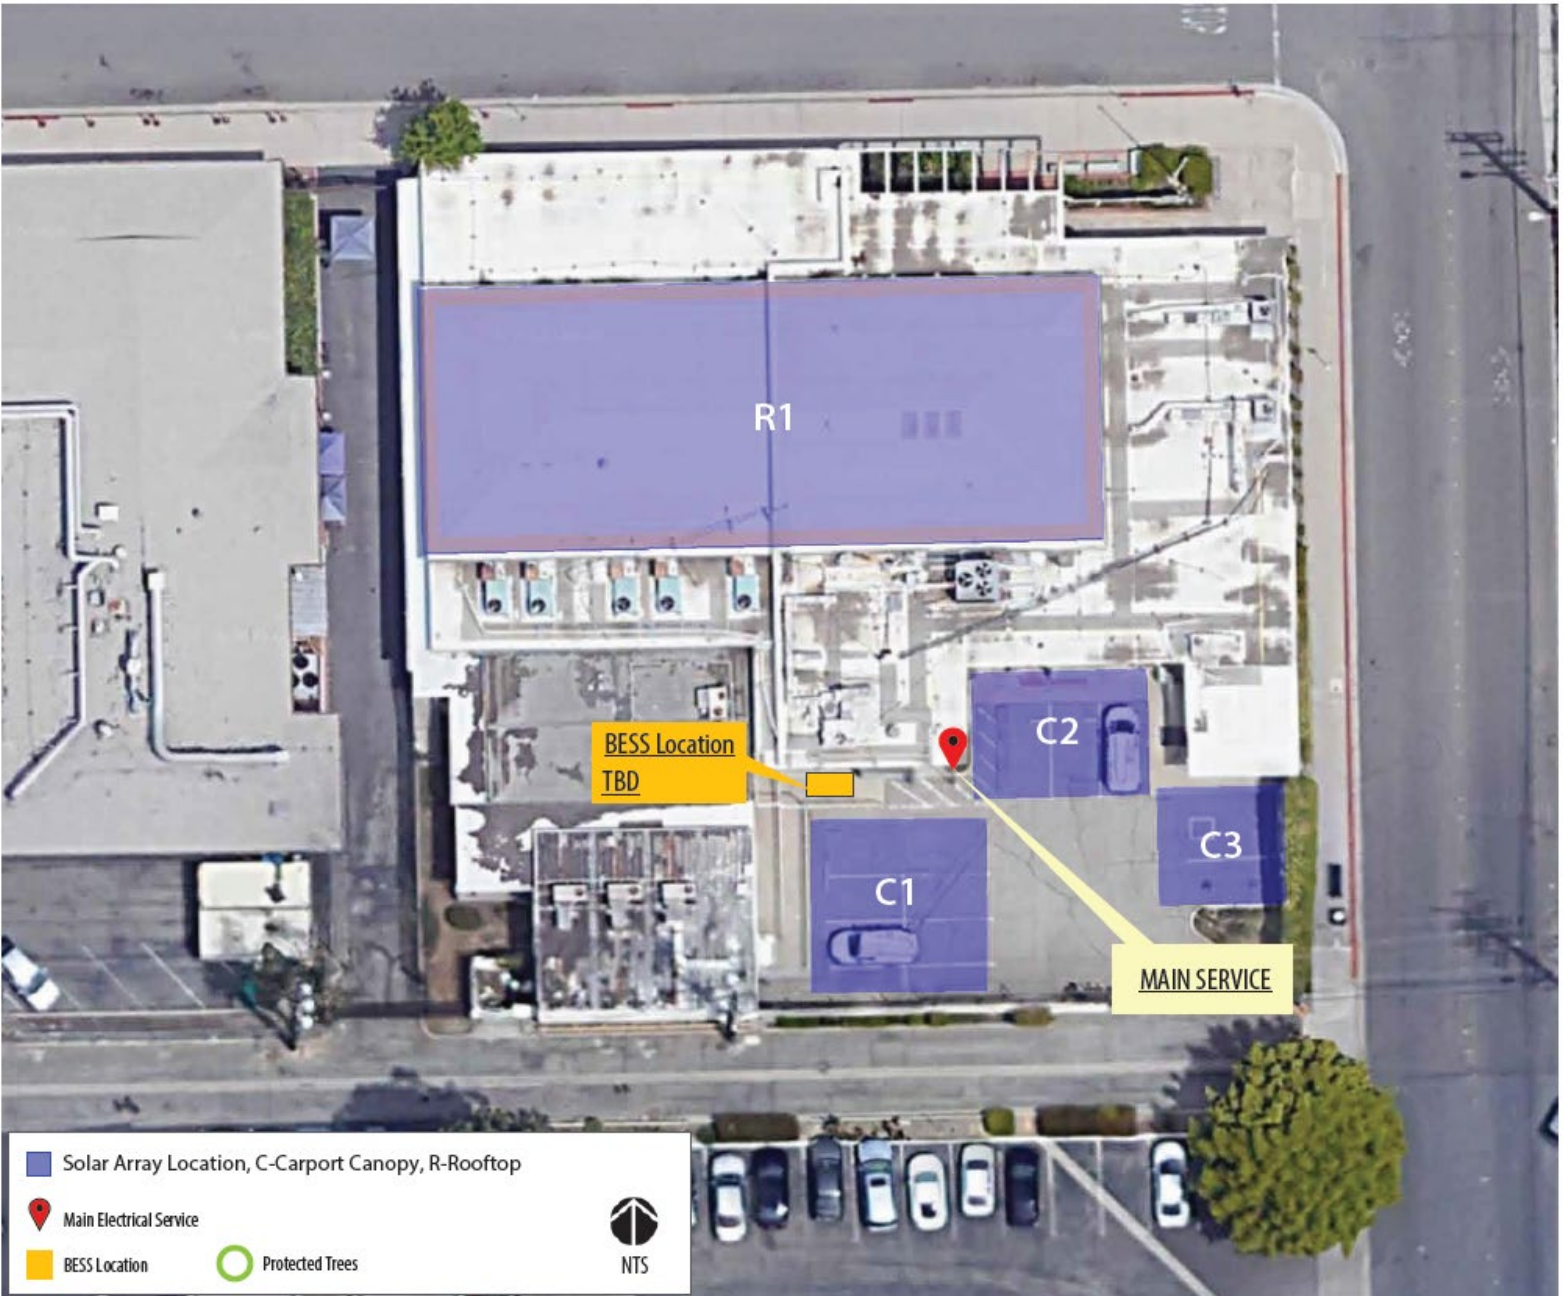 R1
BESS Location
TBD
C2
C3
C1
MAIN SERVICE
Solar Array Location, C-Carport Canopy, R-Rooftop
Main Electrical Service
BESS Location
Protected Trees
NTS